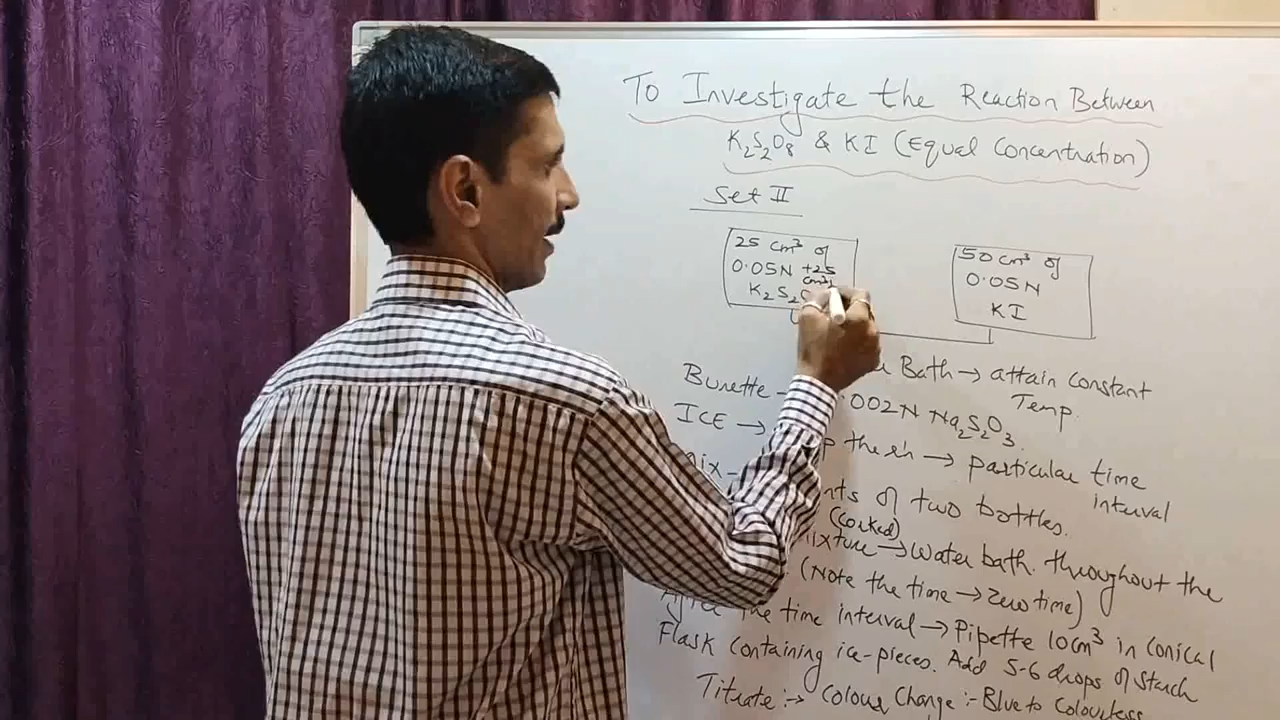 To Investigate the Reaction Between
K2S2O8 & KI (Equal Concentration)
Set II
25 cm³ of
0.05N +25
cm³
K2S2
50 cm³ of
0.05N
KI
Bath → attain Constant
Temp.
Burette → .002N Na2S2O3
ICE → the rxn → particular time
interval
mix → of two bottles.
(corked)
→ water bath. throughout the
(Note the time → Zero time)
After the time interval → Pipette 10cm³ in Conical
Flask Containing ice-pieces. Add 5-6 drops of Starch
Titrate :→ Colour Change :- Blue to Colourless